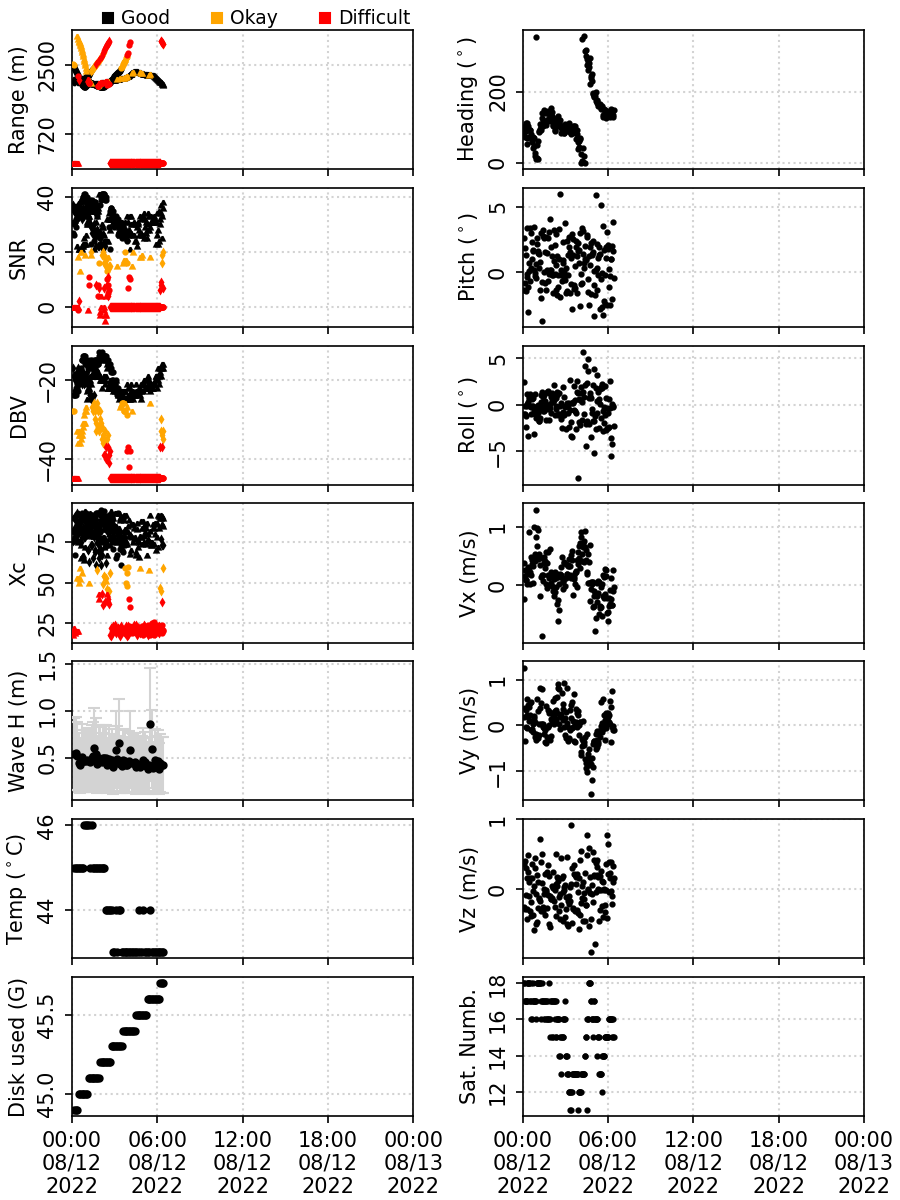 Good Okay Difficult
Range (m)
2500
720
Heading (°)
200
0
SNR
40
20
0
Pitch (°)
5
0
DBV
−20
−40
Roll (°)
5
0
−5
Xc
75
50
25
Vx (m/s)
1
0
Wave H (m)
1.5
1.0
0.5
Vy (m/s)
1
0
−1
Temp (°C)
46
44
Vz (m/s)
1
0
Disk used (G)
45.5
45.0
Sat. Numb.
18
16
14
12
00:00 06:00 12:00 18:00 00:00
08/12 08/12 08/12 08/12 08/13
2022 2022 2022 2022 2022
00:00 06:00 12:00 18:00 00:00
08/12 08/12 08/12 08/12 08/13
2022 2022 2022 2022 2022